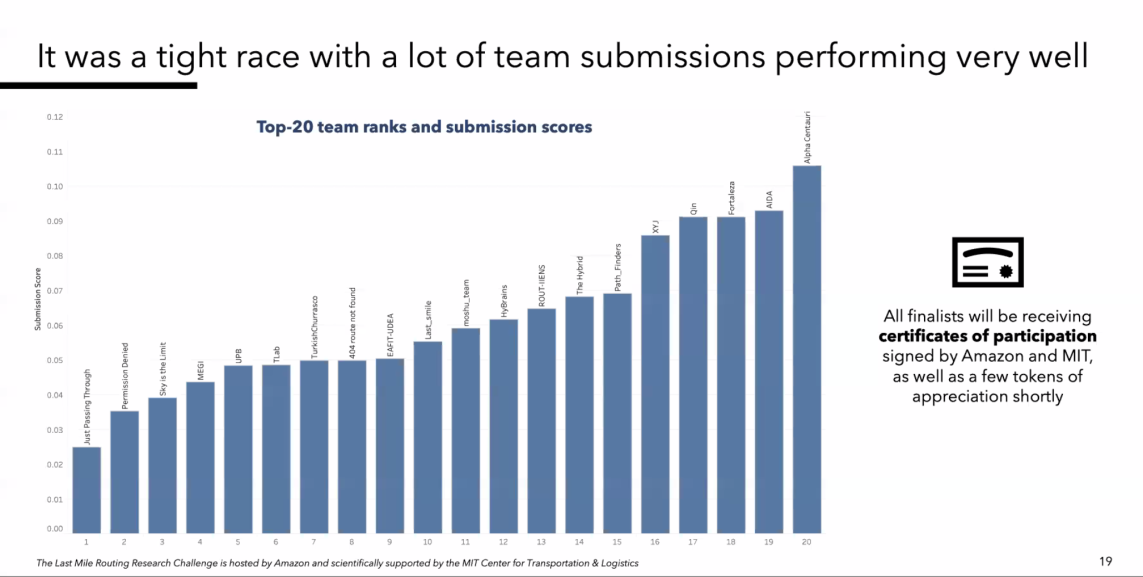 It was a tight race with a lot of team submissions performing very well
Top-20 team ranks and submission scores
Submission Score
0.12
0.11
0.10
0.09
0.08
0.07
0.06
0.05
0.04
0.03
0.02
0.01
0.00
Just Passing Through
Permission Denied
Sky is the Limit
MEGI
UPB
TLab
TurkishChurrasco
404 route not found
EAFIT-UDEA
Last_smile
moshu_team
HyBrains
ROUT-IIENS
The Hybrid
Path_Finders
XYJ
Qin
Fortaleza
AIDA
Alpha Centauri
1 2 3 4 5 6 7 8 9 10 11 12 13 14 15 16 17 18 19 20
All finalists will be receiving
certificates of participation
signed by Amazon and MIT,
as well as a few tokens of
appreciation shortly
The Last Mile Routing Research Challenge is hosted by Amazon and scientifically supported by the MIT Center for Transportation & Logistics
19